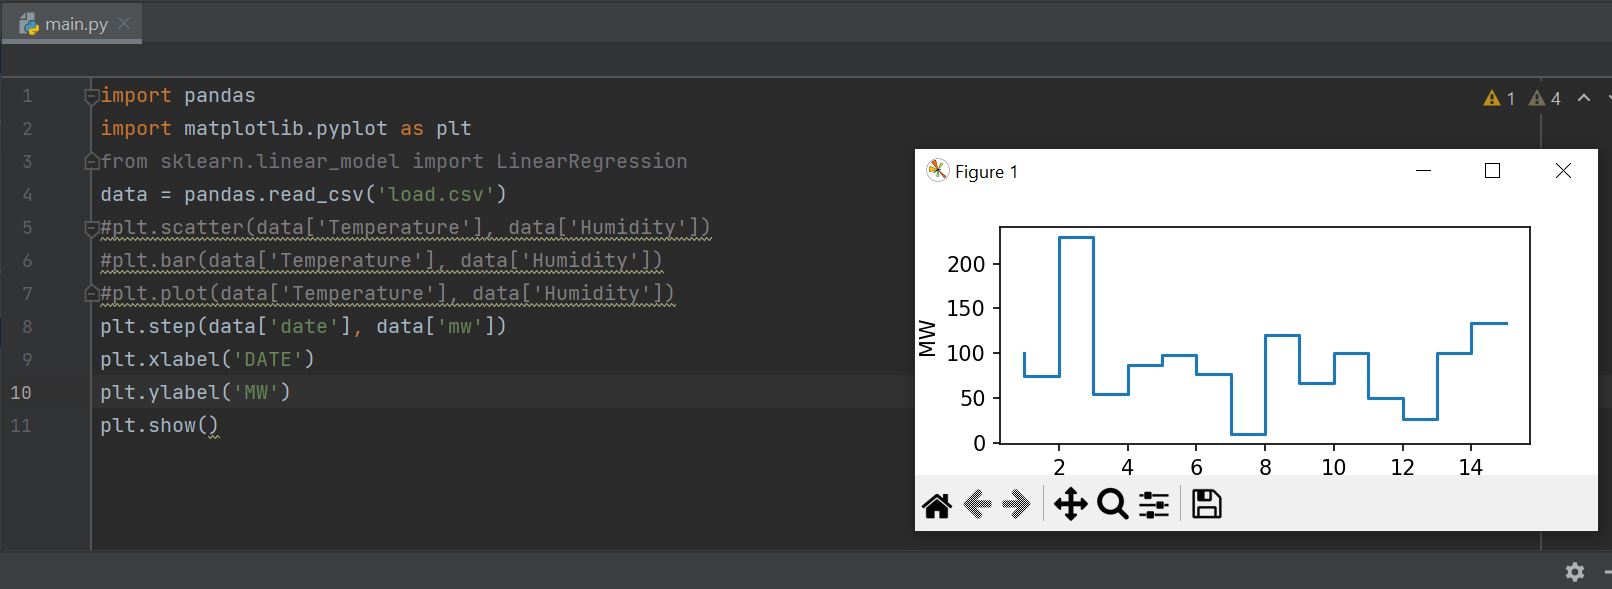 main.py
1 import pandas
2 import matplotlib.pyplot as plt
3 from sklearn.linear_model import LinearRegression
4 data = pandas.read_csv('load.csv')
5 #plt.scatter(data['Temperature'], data['Humidity'])
6 #plt.bar(data['Temperature'], data['Humidity'])
7 #plt.plot(data['Temperature'], data['Humidity'])
8 plt.step(data['date'], data['mw'])
9 plt.xlabel('DATE')
10 plt.ylabel('MW')
11 plt.show()
1 4
Figure 1
MW
200
150
100
50
0
2 4 6 8 10 12 14